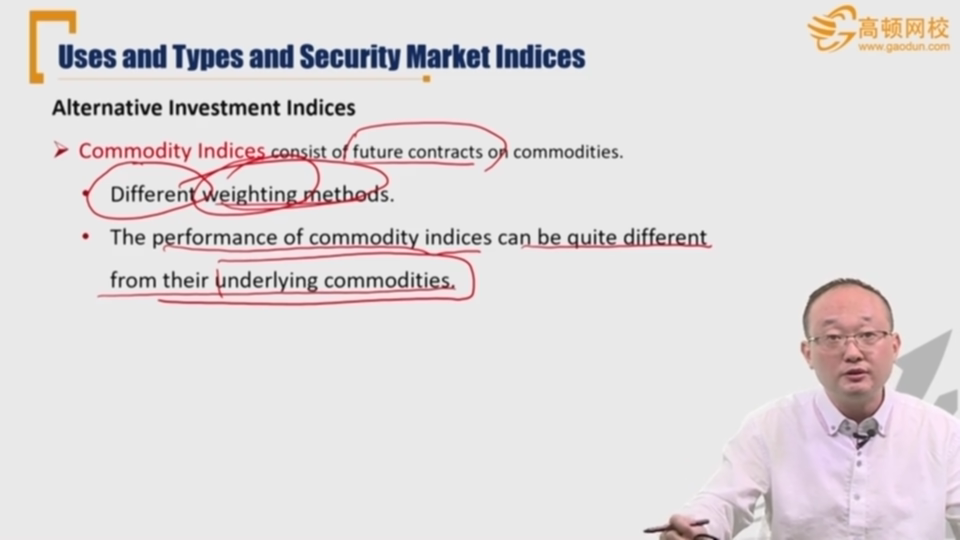 高顿网校
www.gaodun.com
Uses and Types and Security Market Indices
Alternative Investment Indices
➢ Commodity Indices consist of future contracts on commodities.
• Different weighting methods.
• The performance of commodity indices can be quite different
from their underlying commodities.